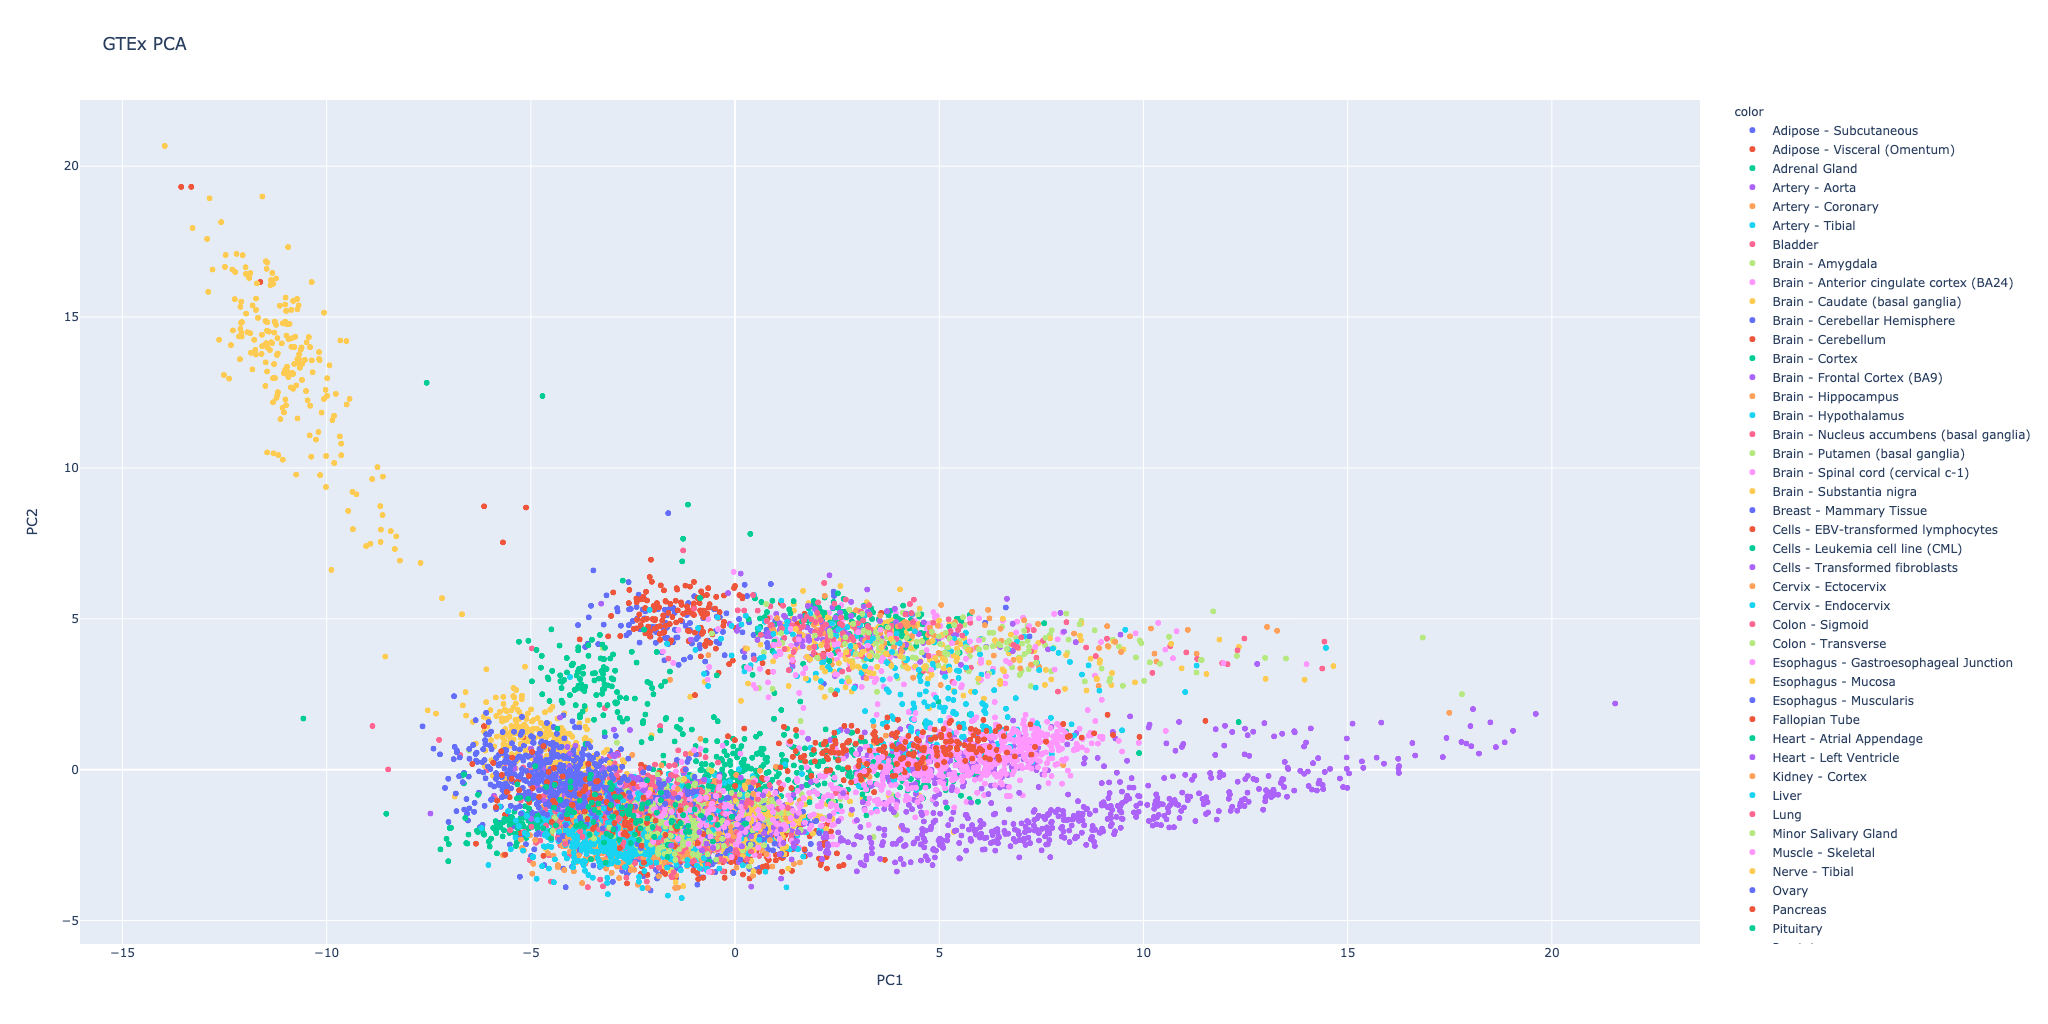 GTEx PCA
color
Adipose - Subcutaneous
Adipose - Visceral (Omentum)
Adrenal Gland
Artery - Aorta
Artery - Coronary
Artery - Tibial
Bladder
Brain - Amygdala
Brain - Anterior cingulate cortex (BA24)
Brain - Caudate (basal ganglia)
Brain - Cerebellar Hemisphere
Brain - Cerebellum
Brain - Cortex
Brain - Frontal Cortex (BA9)
Brain - Hippocampus
Brain - Hypothalamus
Brain - Nucleus accumbens (basal ganglia)
Brain - Putamen (basal ganglia)
Brain - Spinal cord (cervical c-1)
Brain - Substantia nigra
Breast - Mammary Tissue
Cells - EBV-transformed lymphocytes
Cells - Leukemia cell line (CML)
Cells - Transformed fibroblasts
Cervix - Ectocervix
Cervix - Endocervix
Colon - Sigmoid
Colon - Transverse
Esophagus - Gastroesophageal Junction
Esophagus - Mucosa
Esophagus - Muscularis
Fallopian Tube
Heart - Atrial Appendage
Heart - Left Ventricle
Kidney - Cortex
Liver
Lung
Minor Salivary Gland
Muscle - Skeletal
Nerve - Tibial
Ovary
Pancreas
Pituitary
20
15
10
5
0
−5
PC2
−15 −10 −5 0 5 10 15 20
PC1